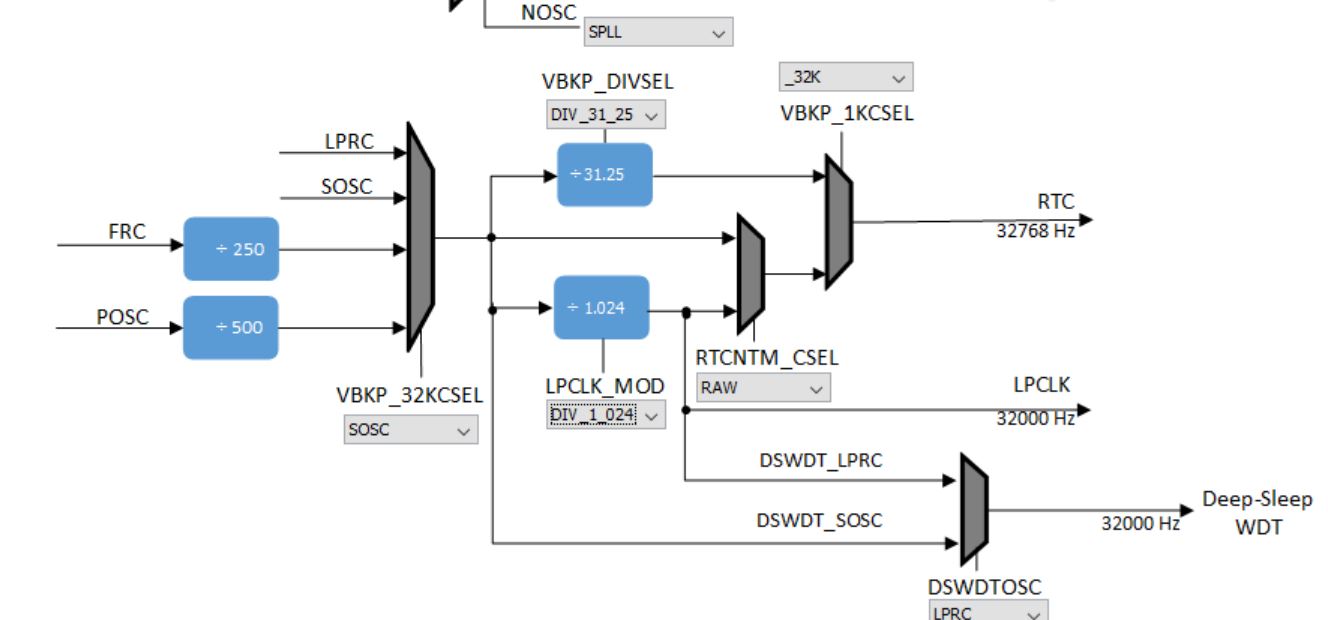 NOSC
SPLL
VBKP_DIVSEL
DIV_31_25
_32K
VBKP_1KCSEL
LPRC
SOSC
FRC
÷ 250
POSC
÷ 500
÷ 31.25
RTC
32768 Hz
÷ 1.024
VBKP_32KCSEL
SOSC
LPCLK_MOD
DIV_1_024
RTCNTM_CSEL
RAW
LPCLK
32000 Hz
DSWDT_LPRC
DSWDT_SOSC
32000 Hz
Deep-Sleep
WDT
DSWDTOSC
LPRC